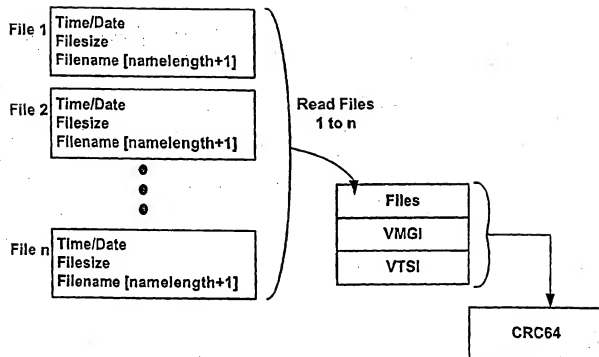 File 1
Time/Date
Filesize
Filename [namelength+1]
File 2
Time/Date
Filesize
Filename [namelength+1]
Read Files
1 to n
File n
Time/Date
Filesize
Filename [namelength+1]
Files
VMGI
VTSI
CRC64